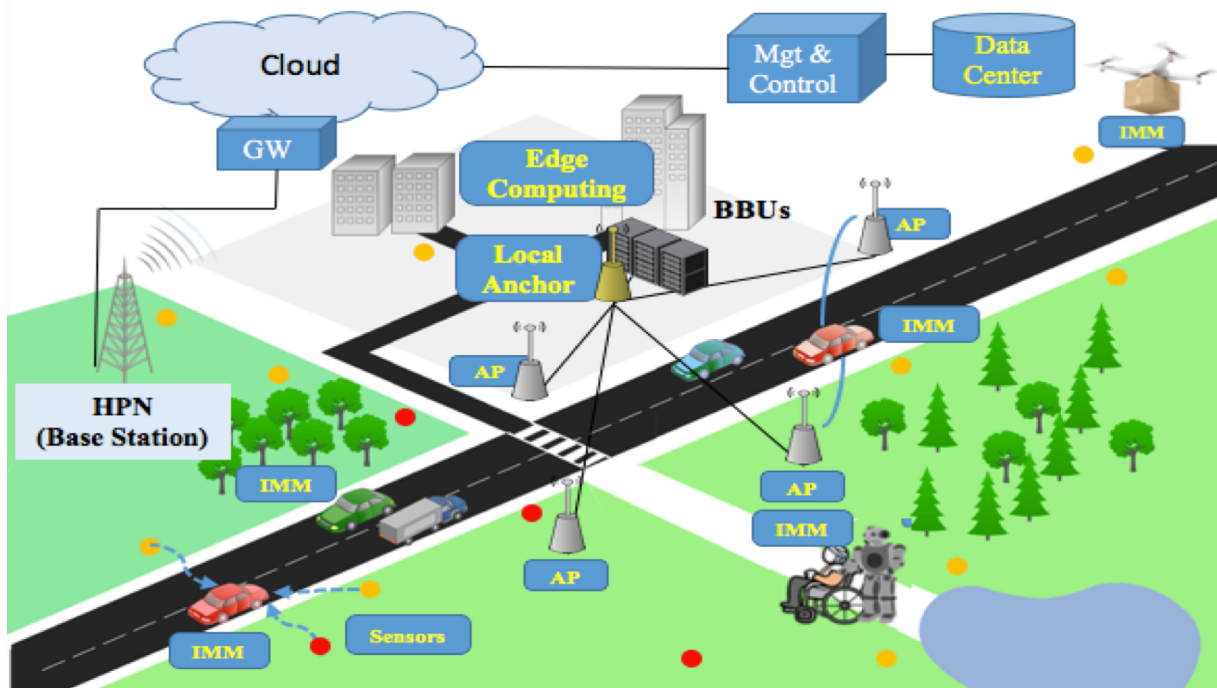 Cloud
Mgt &
Control
Data
Center
IMM
GW
Edge
Computing
BBUs
AP
Local
Anchor
IMM
AP
HPN
(Base Station)
IMM
AP
IMM
AP
Sensors
IMM